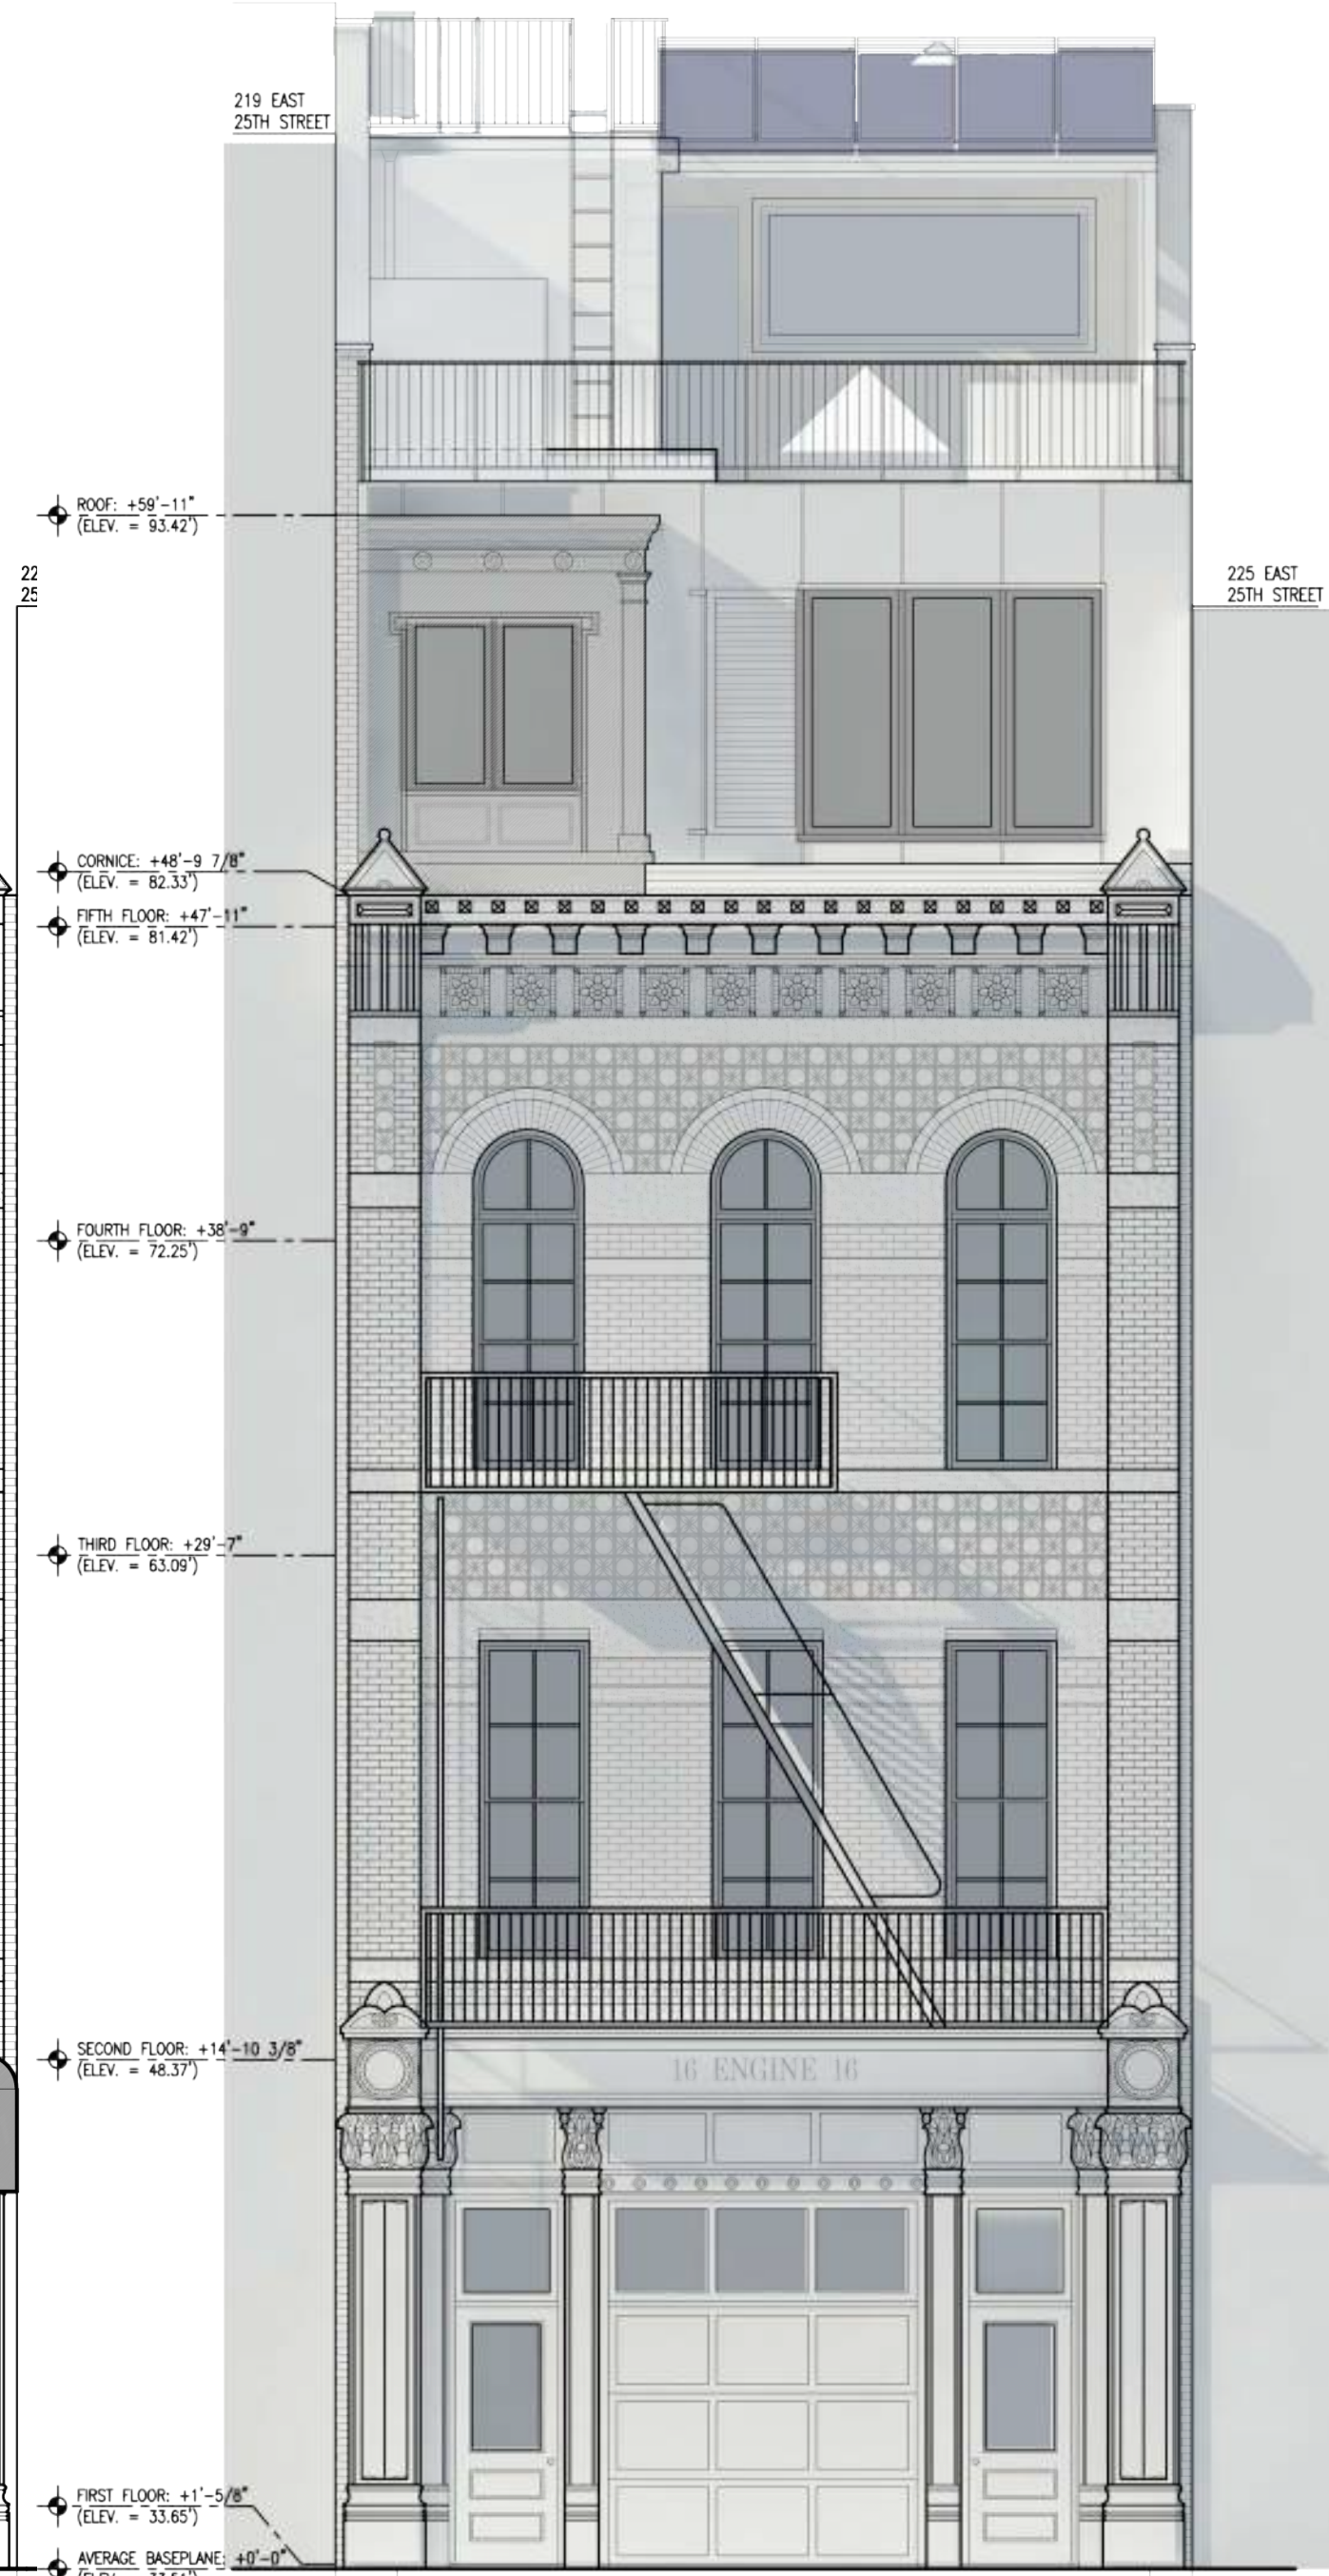 219 EAST
25TH STREET
ROOF: +59'-11"
(ELEV. = 93.42')
22
25
225 EAST
25TH STREET
CORNICE: +48'-9 7/8"
(ELEV. = 82.33')
FIFTH FLOOR: +47'-11"
(ELEV. = 81.42')
FOURTH FLOOR: +38'-9"
(ELEV. = 72.25')
THIRD FLOOR: +29'-7"
(ELEV. = 63.09')
SECOND FLOOR: +14'-10 3/8"
(ELEV. = 48.37')
16 ENGINE 16
FIRST FLOOR: +1'-5/8"
(ELEV. = 33.65')
AVERAGE BASEPLANE: +0'-0"